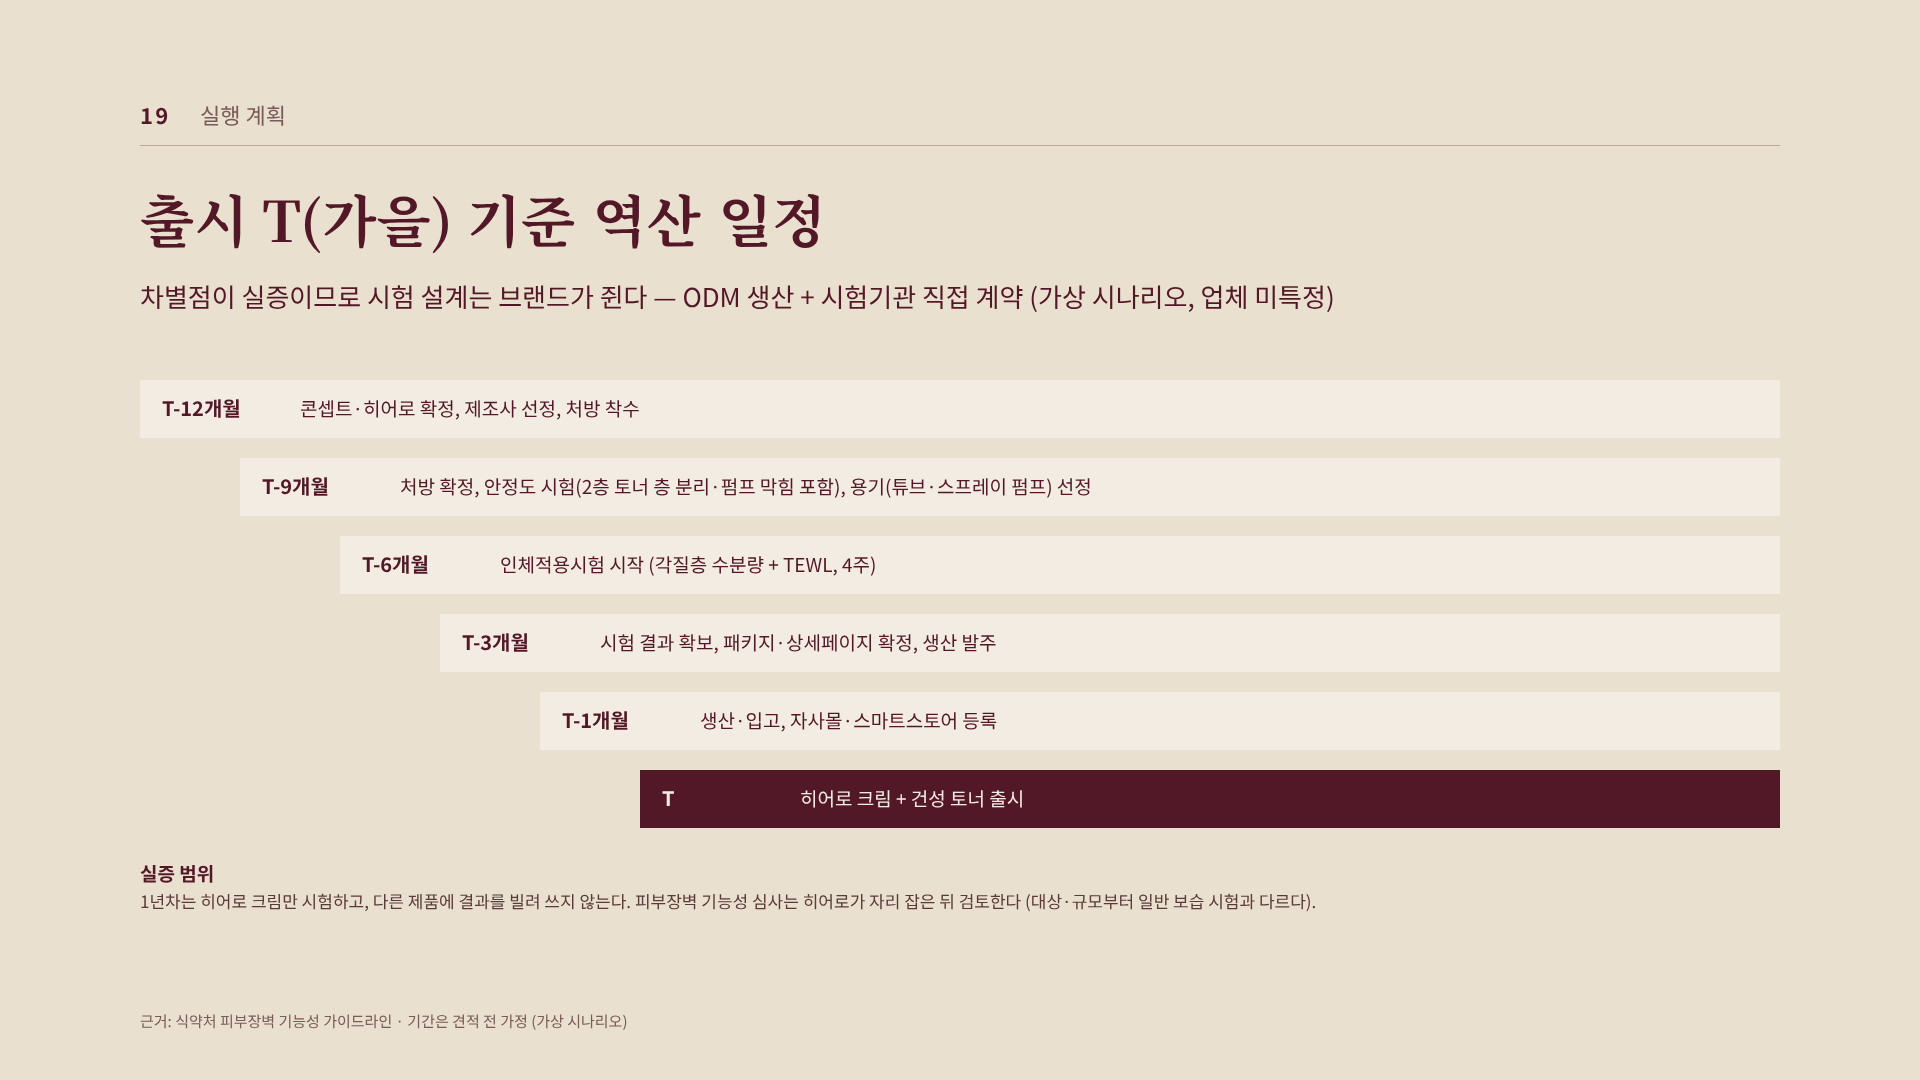 19 실행 계획
출시 T(가을) 기준 역산 일정
차별점이 실증이므로 시험 설계는 브랜드가 쥔다 — ODM 생산 + 시험기관 직접 계약 (가상 시나리오, 업체 미특정)
T-12개월 콘셉트·히어로 확정, 제조사 선정, 처방 착수
T-9개월 처방 확정, 안정도 시험(2층 토너 층 분리·펌프 막힘 포함), 용기(튜브·스프레이 펌프) 선정
T-6개월 인체적용시험 시작 (각질층 수분량 + TEWL, 4주)
T-3개월 시험 결과 확보, 패키지·상세페이지 확정, 생산 발주
T-1개월 생산·입고, 자사몰·스마트스토어 등록
T 히어로 크림 + 건성 토너 출시
실증 범위
1년차는 히어로 크림만 시험하고, 다른 제품에 결과를 빌려 쓰지 않는다. 피부장벽 기능성 심사는 히어로가 자리 잡은 뒤 검토한다 (대상·규모부터 일반 보습 시험과 다르다).
근거: 식약처 피부장벽 기능성 가이드라인 · 기간은 견적 전 가정 (가상 시나리오)